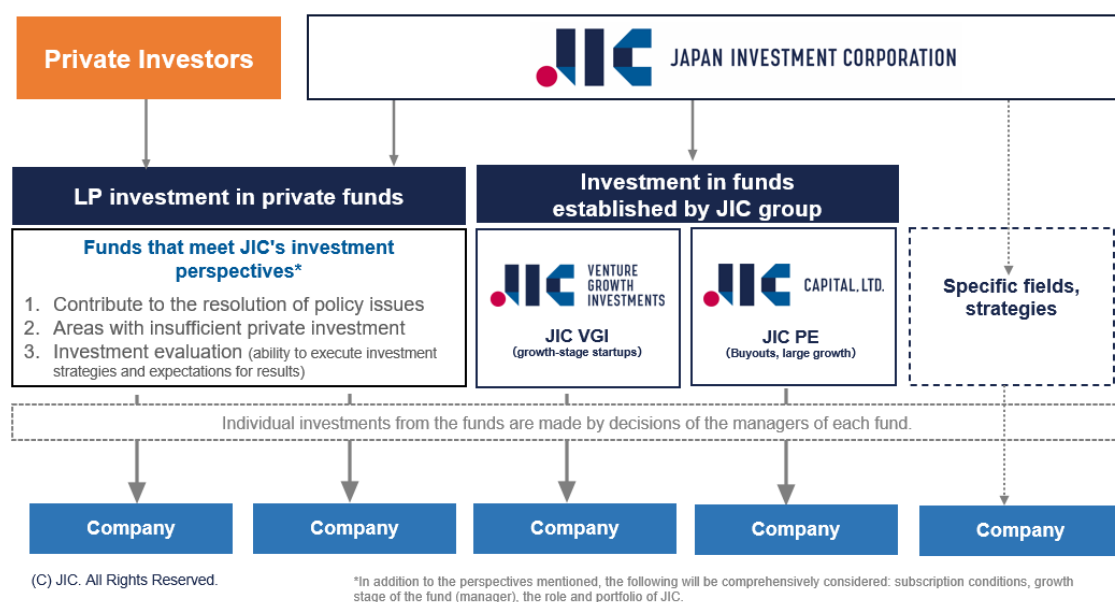 Private Investors
JIC JAPAN INVESTMENT CORPORATION
LP investment in private funds
Investment in funds
established by JIC group
Funds that meet JIC's investment
perspectives*
1. Contribute to the resolution of policy issues
2. Areas with insufficient private investment
3. Investment evaluation (ability to execute investment
strategies and expectations for results)
JIC VENTURE
GROWTH
INVESTMENTS
JIC VGI
(growth-stage startups)
JIC CAPITAL, LTD.
JIC PE
(Buyouts, large growth)
Specific fields,
strategies
Individual investments from the funds are made by decisions of the managers of each fund.
Company
Company
Company
Company
Company
(C) JIC. All Rights Reserved.
*In addition to the perspectives mentioned, the following will be comprehensively considered: subscription conditions, growth
stage of the fund (manager), the role and portfolio of JIC.